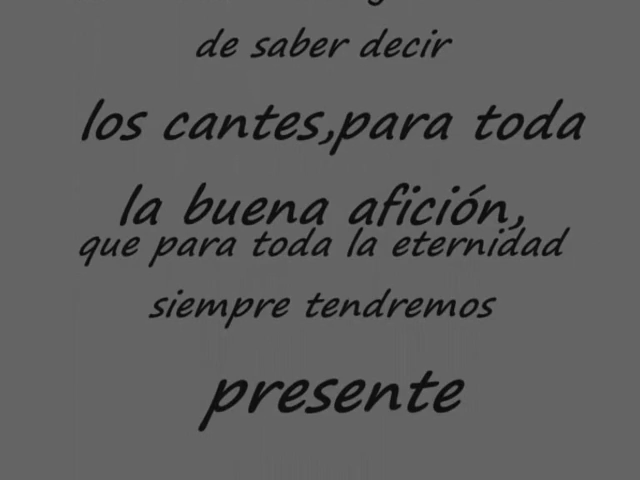 de saber decir
los cantes,para toda
la buena afición,
que para toda la eternidad
siempre tendremos
presente